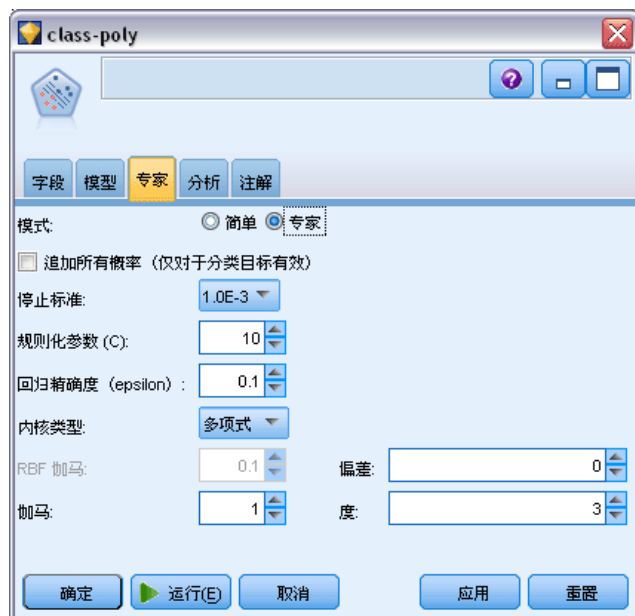 class-poly
字段 模型 专家 分析 注解
模式: 简单 专家
追加所有概率（仅对于分类目标有效）
停止标准: 1.0E-3
规则化参数 (C): 10
回归精确度（epsilon）: 0.1
内核类型: 多项式
RBF 伽马: 0.1 偏差: 0
伽马: 1 度: 3
确定 运行(E) 取消 应用 重置